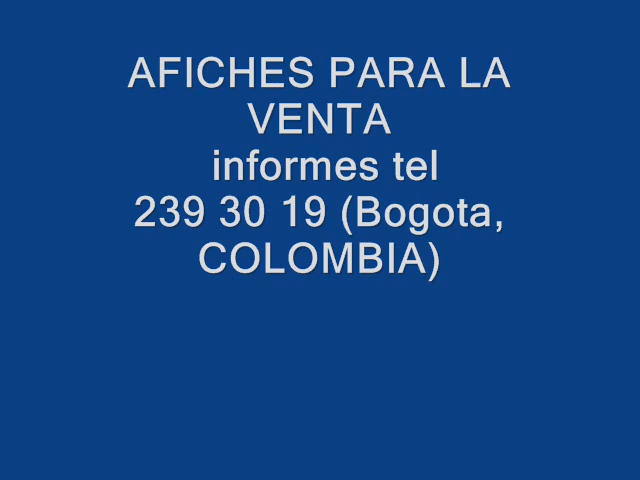 AFICHES PARA LA
VENTA
informes tel
239 30 19 (Bogota,
COLOMBIA)